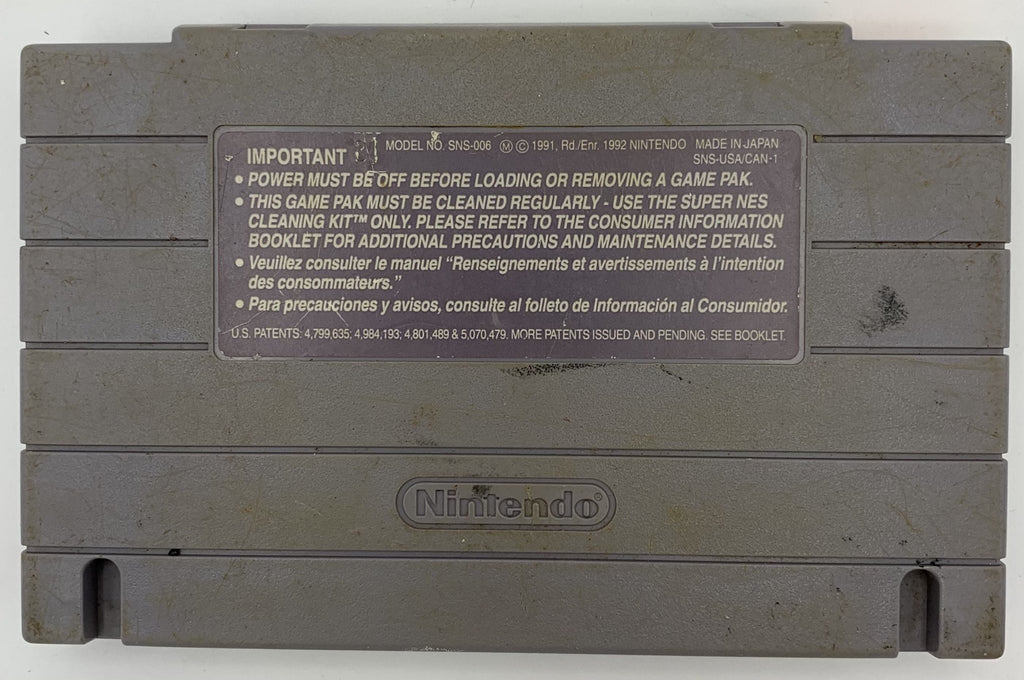 IMPORTANT MODEL NO. SNS-006 Ⓜ © 1991, Rd./Enr. 1992 NINTENDO MADE IN JAPAN
SNS-USA/CAN-1
• POWER MUST BE OFF BEFORE LOADING OR REMOVING A GAME PAK.
• THIS GAME PAK MUST BE CLEANED REGULARLY - USE THE SUPER NES
CLEANING KIT™ ONLY. PLEASE REFER TO THE CONSUMER INFORMATION
BOOKLET FOR ADDITIONAL PRECAUTIONS AND MAINTENANCE DETAILS.
• Veuillez consulter le manuel “Renseignements et avertissements à l'intention
des consommateurs.”
• Para precauciones y avisos, consulte al folleto de Información al Consumidor.
U.S. PATENTS: 4,799,635; 4,984,193; 4,801,489 & 5,070,479. MORE PATENTS ISSUED AND PENDING. SEE BOOKLET.
Nintendo®